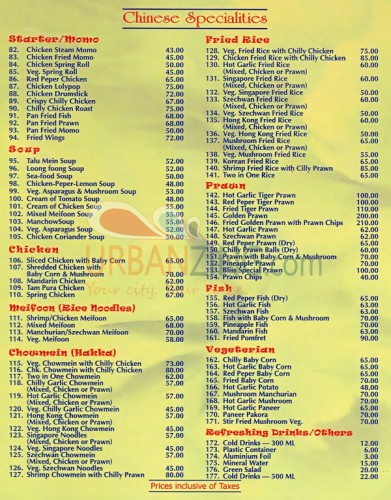 Chinese Specialities
Starter/Momo
82. Chicken Steam Momo 43.00
83. Chicken Fried Momo 45.00
84. Chicken Spring Roll 50.00
85. Veg. Spring Roll 45.00
86. Red Peper Chicken 65.00
87. Chicken Lolypop 75.00
88. Chicken Drumstick 72.00
89. Crispy Chilly Chicken 67.00
90. Chilly Chicken Roast 75.00
91. Pan Fried Fish 68.00
92. Pan Fried Prawn 68.00
93. Pan Fried Momo 50.00
94. Fried Wings 72.00
Soup
95. Talu Mein Soup 52.00
96. Loong foong Soup 52.00
97. Sea-food Soup 50.00
98. Chicken-Peper-Lemon Soup 48.00
99. Veg. Asparagus & Mushroom Soup 53.00
100. Cream of Tomato Soup
101. Cream of Chicken Soup
102. Mixed Meifoon Soup
103. ManchowSoup 55.00
104. Veg. Asparagus Soup 52.00
105. Chicken Coriander Soup
Chicken
106. Sliced Chicken with Baby Corn 65.00
107. Shredded Chicken with
Baby Corn & Mushroom 70.00
108. Mandarin Chicken 62.00
109. Tam Pura Chicken
110. Spring Chicken 67.00
Meifoon (Rice Noodles)
111. Shrimp/Chicken Meifoon 65.00
112. Mixed Meifoon 68.00
113. Manchurian/Szechwan Meifoon 70.00
114. Veg. Meifoon 58.00
Chowmein (Hakka)
115. Veg. Chowmein with Chilly Chicken 73.00
116. Chk. Chowmein with Chilly Chicken 80.00
117. Two in One Chowmein 62.00
118. Chilly Garlic Chowmein 57.00
(Mixed, Chicken or Prawn)
119. Hot Garlic Chowmein 57.00
(Mixed, Chicken or Prawn)
120. Veg. Chilly Garlic Chowmein 45.00
121. Hong Kong Chowmein 57.00
(Mixed, Chicken or Prawn)
122. Veg. Hong Kong Chowmein 45.00
123. Singapore Noodles 57.00
(Mixed, Chicken or Prawn)
124. Veg. Singapore Noodles 45.00
125. Szechwan Chowmein 57.00
(Mixed, Chicken or Prawn)
126. Veg. Szechwan Noodles 45.00
127. Shrimp Chowmein with Chilly Prawn 80.00
Fried Rice
128. Veg. Fried Rice with Chilly Chicken 75.00
129. Chicken Fried Rice with Chilly Chicken 85.00
130. Hot Garlic Fried Rice 60.00
(Mixed, Chicken or Prawn)
131. Singapore Fried Rice 60.00
(Mixed, Chicken or Prawn)
132. Veg. Singapore Fried Rice 50.00
133. Szechwan Fried Rice 60.00
(Mixed, Chicken or Prawn)
134. Veg. Szechwan Fried Rice 50.00
135. Hong Kong Fried Rice 60.00
(Mixed, Chicken or Prawn)
136. Veg. Hong Kong Fried Rice 50.00
137. Mushroom Fried Rice 65.00
(Mixed, Chicken or Prawn)
138. Veg. Mushroom Fried Rice 55.00
139. Korean Fried Rice 65.00
140. Shrimp Fried Rice with Cilly Prawn 85.00
141. Two in One Rice 65.00
Prawn
142. Hot Garlic Tiger Prawn 100.00
143. Red Peper Tiger Prawn 100.00
144. Fried Tiger Prawn 110.00
145. Golden Prawn 200.00
146. Fried Golden Prawn with Prawn Chips 210.00
147. Hot Garlic Prawn 62.00
148. Szechwan Prawn 62.00
149. Red Peper Prawn (Dry) 65.00
150. Chilly Prawn Balls (Dry) 60.00
151. Prawn with Baby Corn & Mushroom 70.00
152. Pineapple Prawn 70.00
153. Bliss Special Prawn 100.00
154. Prawn Chips 40.00
Fish
155. Red Peper Fish (Dry) 65.00
156. Hot Garlic Fish 63.00
157. Szechwan Fish 63.00
158. Fish with Baby Corn & Mushroom 70.00
159. Pineapple Fish 70.00
160. Mandarin Fish 63.00
161. Fried Pomfret 90.00
Vegeterian
162. Chilly Baby Corn 65.00
163. Hot Garlic Baby Corn 65.00
164. Red Peper Baby Corn 65.00
165. Fried Baby Corn 70.00
166. Hot Garlic Potato 48.00
167. Mushroom Manchurian 70.00
168. Hot Garlic Mushroom 70.00
169. Hot Garlic Paneer 65.00
170. Paneer Pakora 70.00
171. Stir Fried Mushroom Veg. 70.00
Refreshing Drinks/Others
172. Cold Drinks — 300 ML 12.00
173. Plastic Container 6.00
174. Aluminium Foil 3.00
175. Mineral Water 15.00
176. Green Salad 20.00
177. Cold Drinks — 500 ML 22.00
Prices inclusive of Taxes